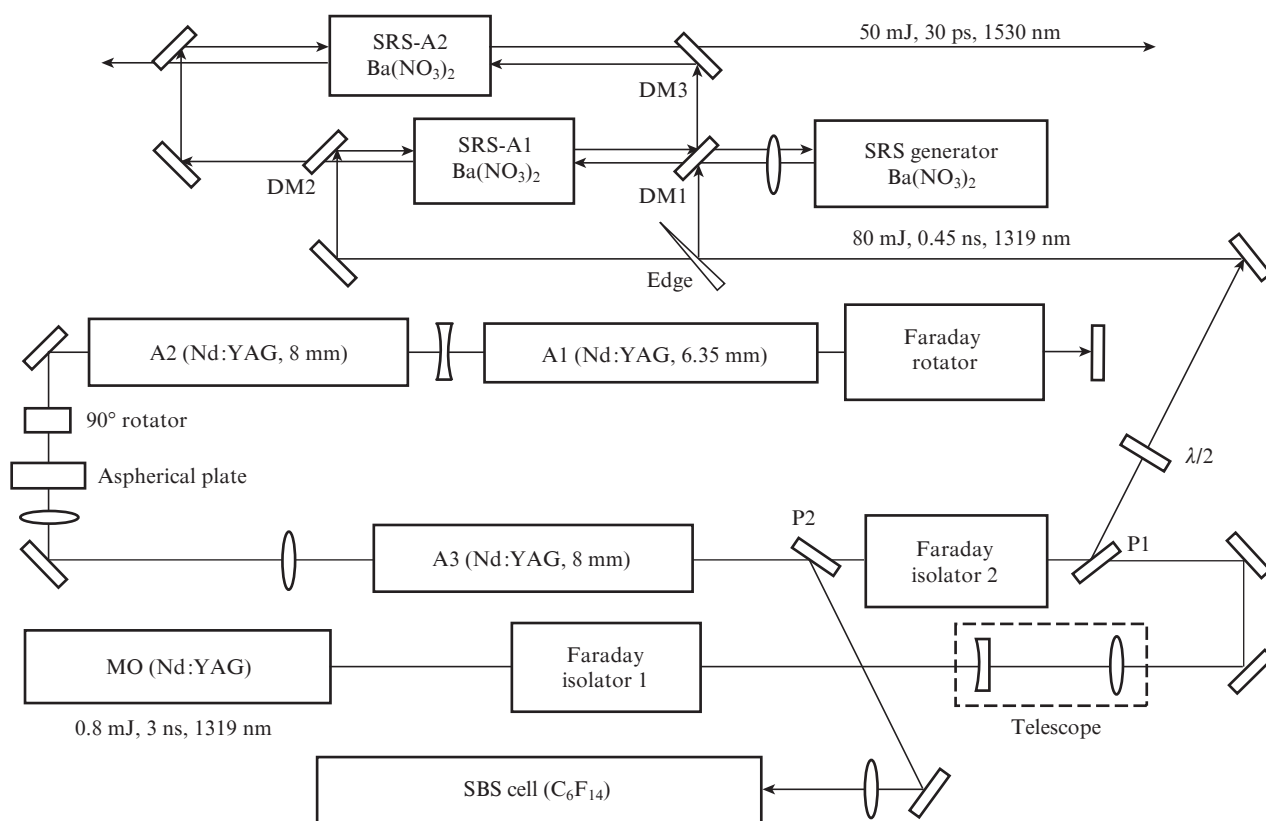 50 mJ, 30 ps, 1530 nm
SRS-A2
Ba(NO₃)₂
DM3
SRS-A1
Ba(NO₃)₂
SRS generator
Ba(NO₃)₂
DM2
DM1
80 mJ, 0.45 ns, 1319 nm
Edge
A2 (Nd:YAG, 8 mm)
A1 (Nd:YAG, 6.35 mm)
Faraday
rotator
90° rotator
Aspherical plate
λ/2
P2
P1
A3 (Nd:YAG, 8 mm)
Faraday
isolator 2
MO (Nd:YAG)
Faraday
isolator 1
0.8 mJ, 3 ns, 1319 nm
Telescope
SBS cell (C₆F₁₄)